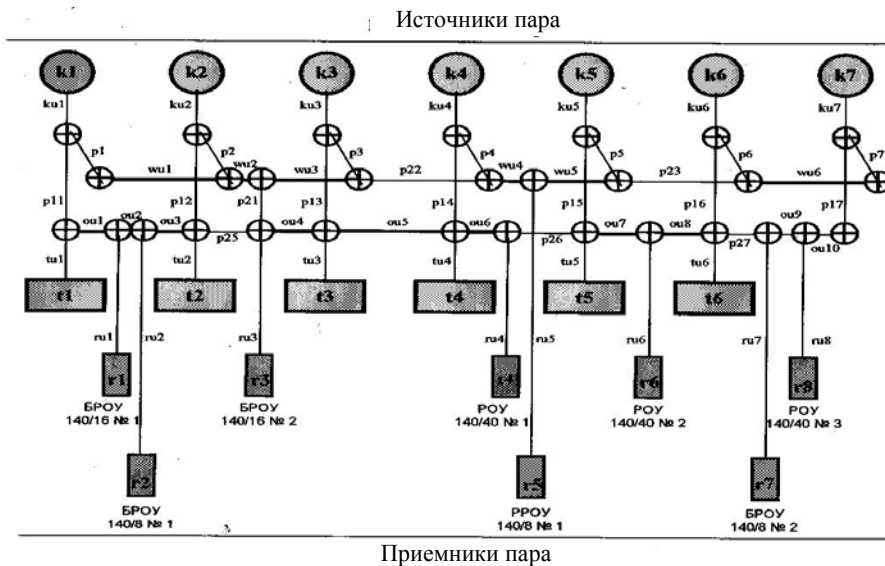 Источники пара
k1 k2 k3 k4 k5 k6 k7
ku1 ku2 ku3 ku4 ku5 ku6 ku7
p1 p2 p3 p4 p5 p6 p7
wu1 wu2 wu3 p22 wu4 wu5 p23 wu6
p11 p12 p21 p13 p14 p15 p16 p17
ou1 ou2 ou3 p25 ou4 ou5 ou6 p26 ou7 ou8 p27 ou9 ou10
tu1 tu2 tu3 tu4 tu5 tu6
t1 t2 t3 t4 t5 t6
ru1 ru2 ru3 ru4 ru5 ru6 ru7 ru8
r1 r3 r4 r6 r8
БРОУ БРОУ РОУ РОУ РОУ
140/16 № 1 140/16 № 2 140/40 № 1 140/40 № 2 140/40 № 3
r2 r5 r7
БРОУ РРОУ БРОУ
140/8 № 1 140/8 № 1 140/8 № 2
Приемники пара